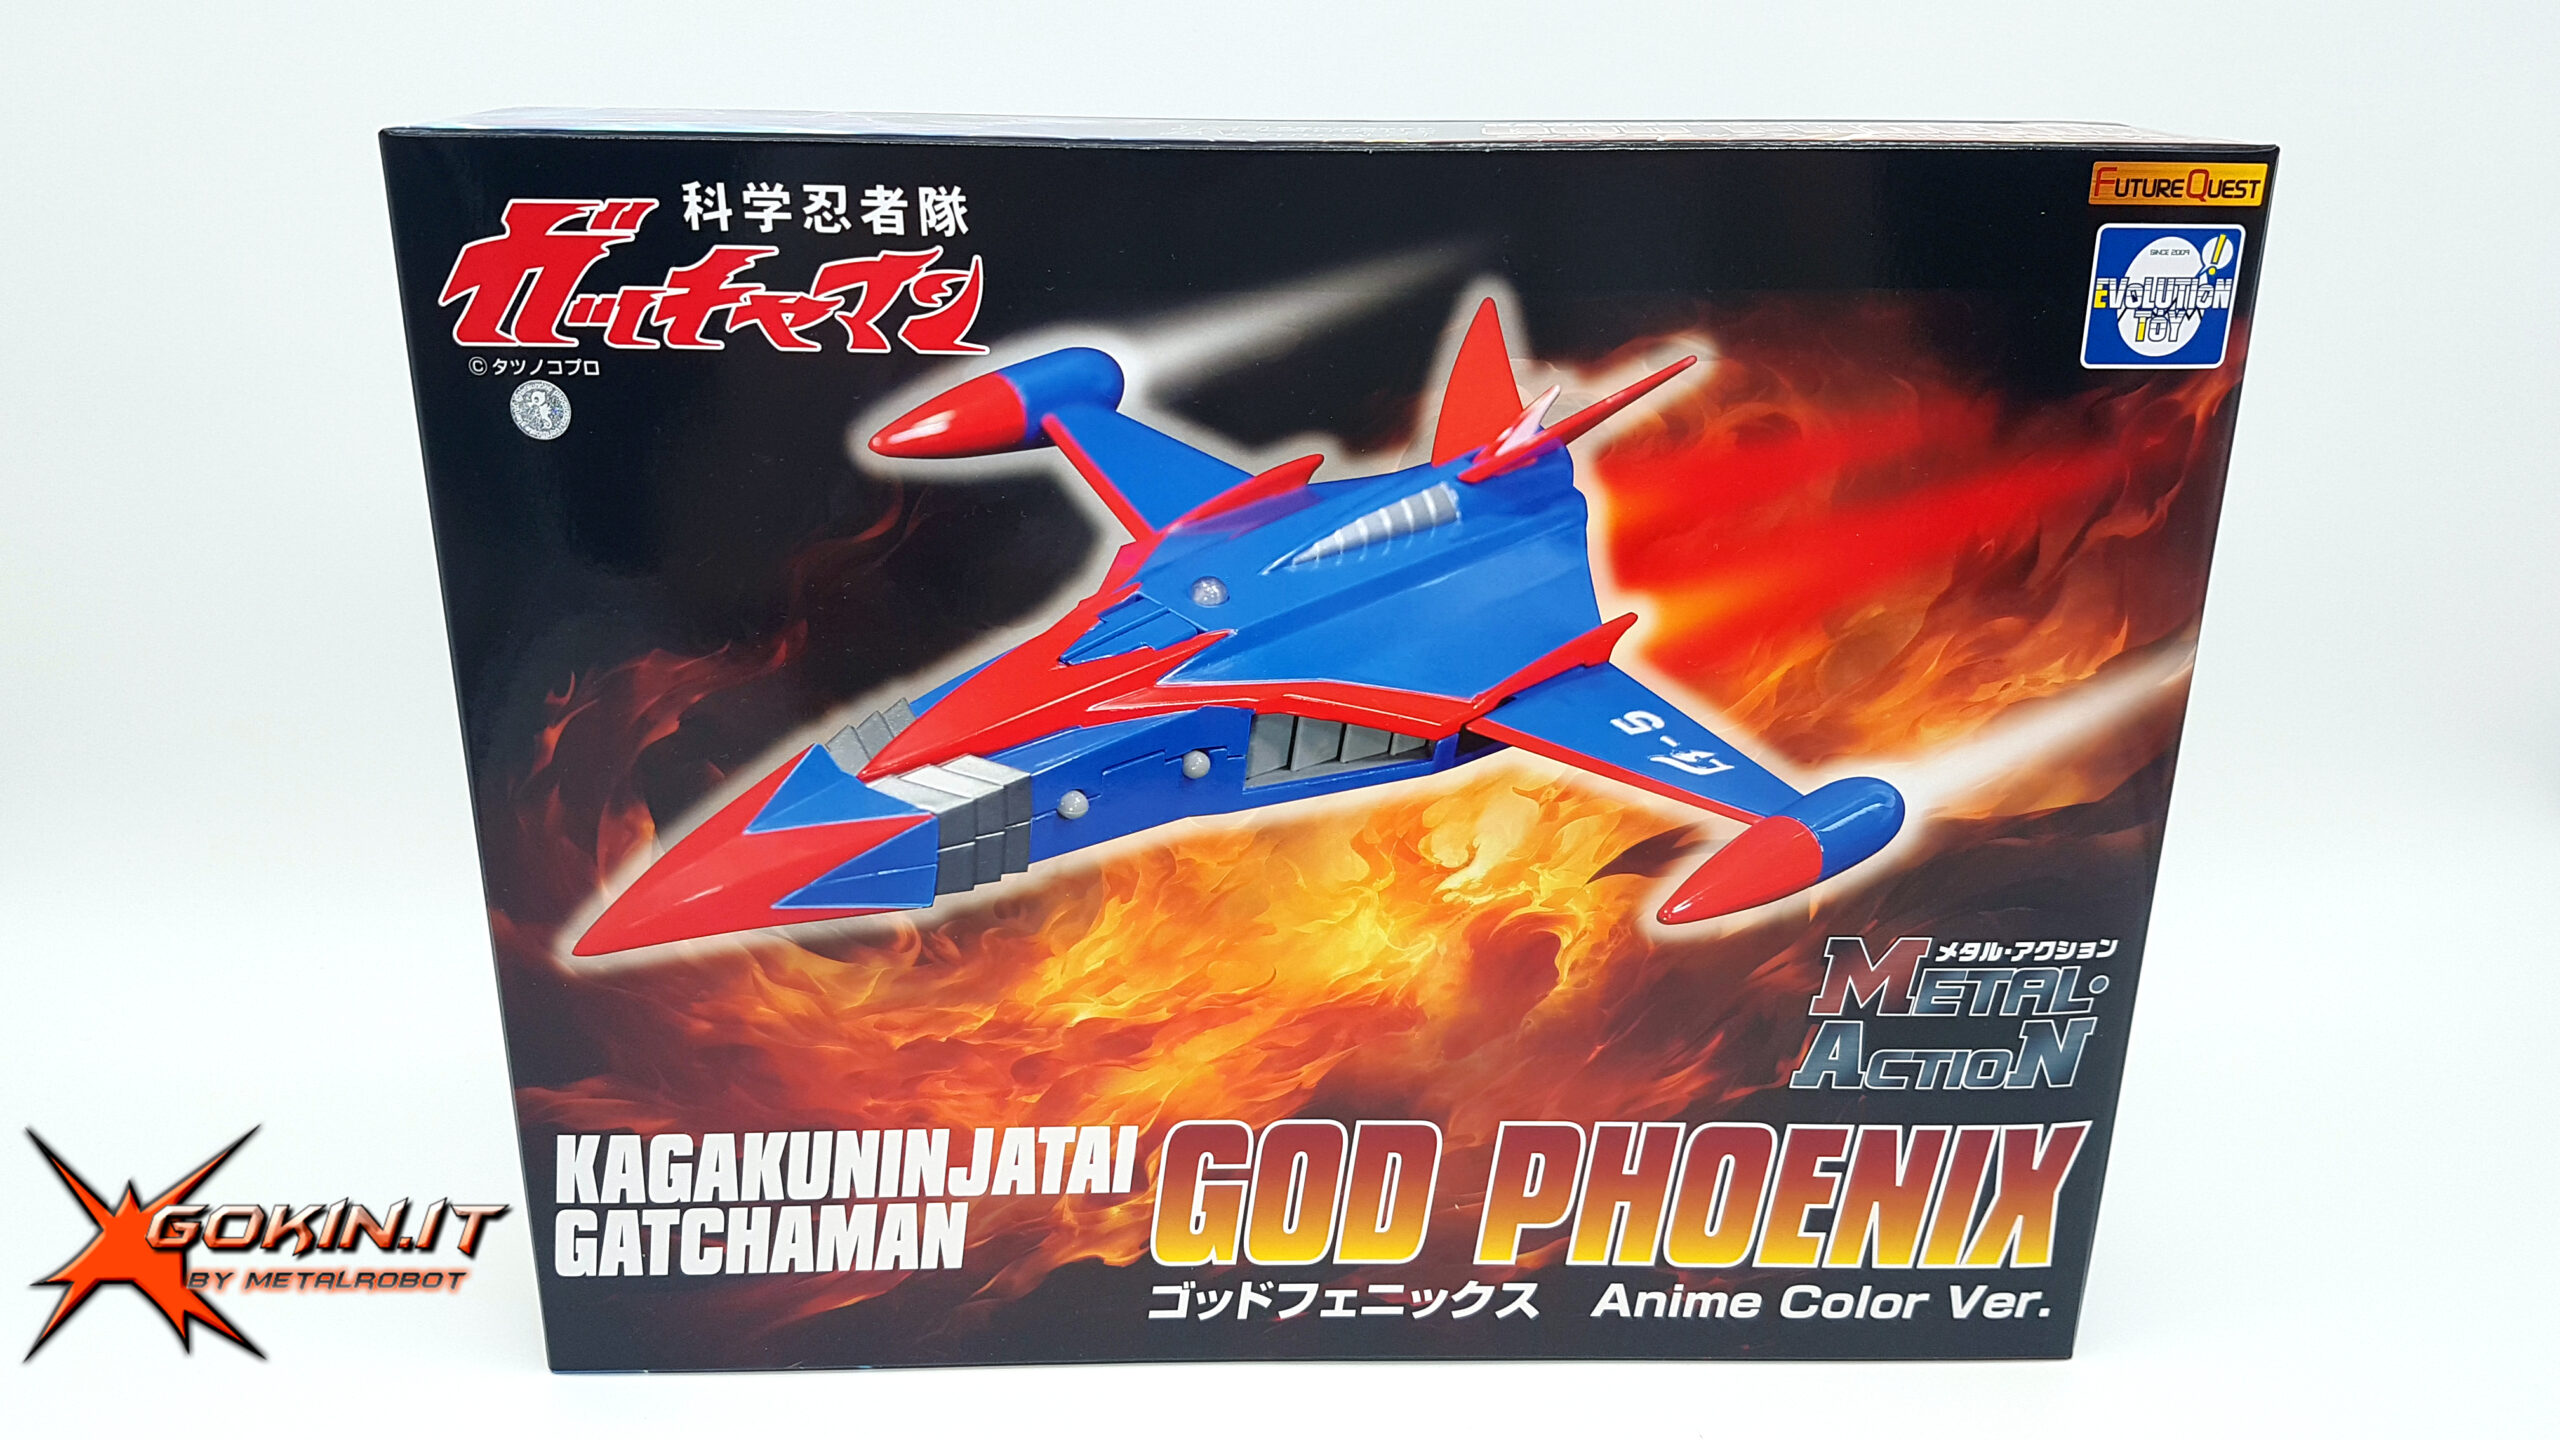 科学忍者隊
ガッチャマン
©タツノコプロ
FUTUREQUEST
SINCE 2009
EVOLUTION
TOY
!
G-5
メタル・アクション
METAL・
ACTION
KAGAKUNINJATAI
GATCHAMAN
GOD PHOENIX
ゴッドフェニックス Anime Color Ver.
GOKIN.IT
BY METALROBOT